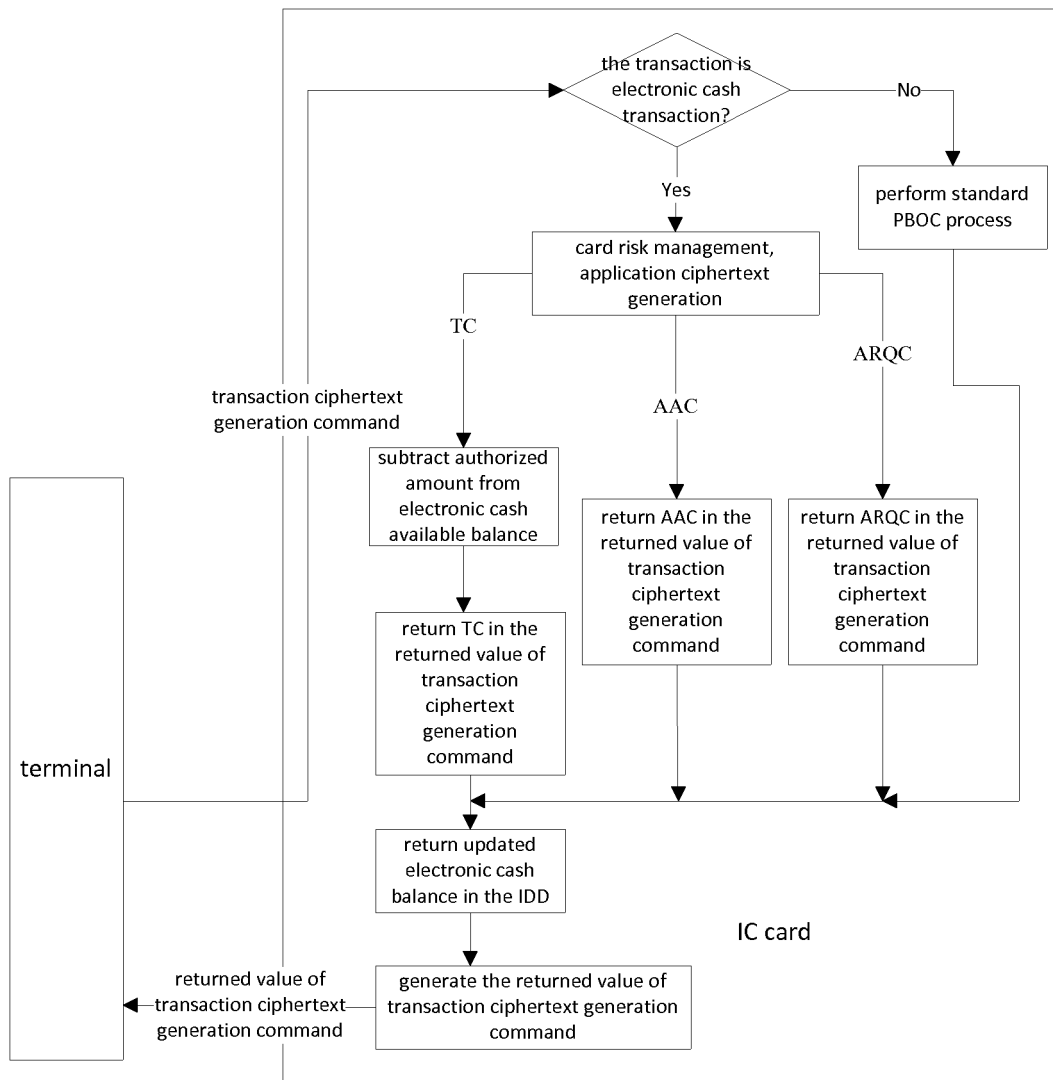 the transaction is
electronic cash
transaction?
No
Yes
perform standard
PBOC process
card risk management,
application ciphertext
generation
TC
ARQC
AAC
transaction ciphertext
generation command
subtract authorized
amount from
electronic cash
available balance
return AAC in the
returned value of
transaction
ciphertext
generation
command
return ARQC in the
returned value of
transaction
ciphertext
generation
command
return TC in the
returned value of
transaction
ciphertext
generation
command
terminal
return updated
electronic cash
balance in the IDD
IC card
returned value of
transaction ciphertext
generation command
generate the returned value of
transaction ciphertext generation
command